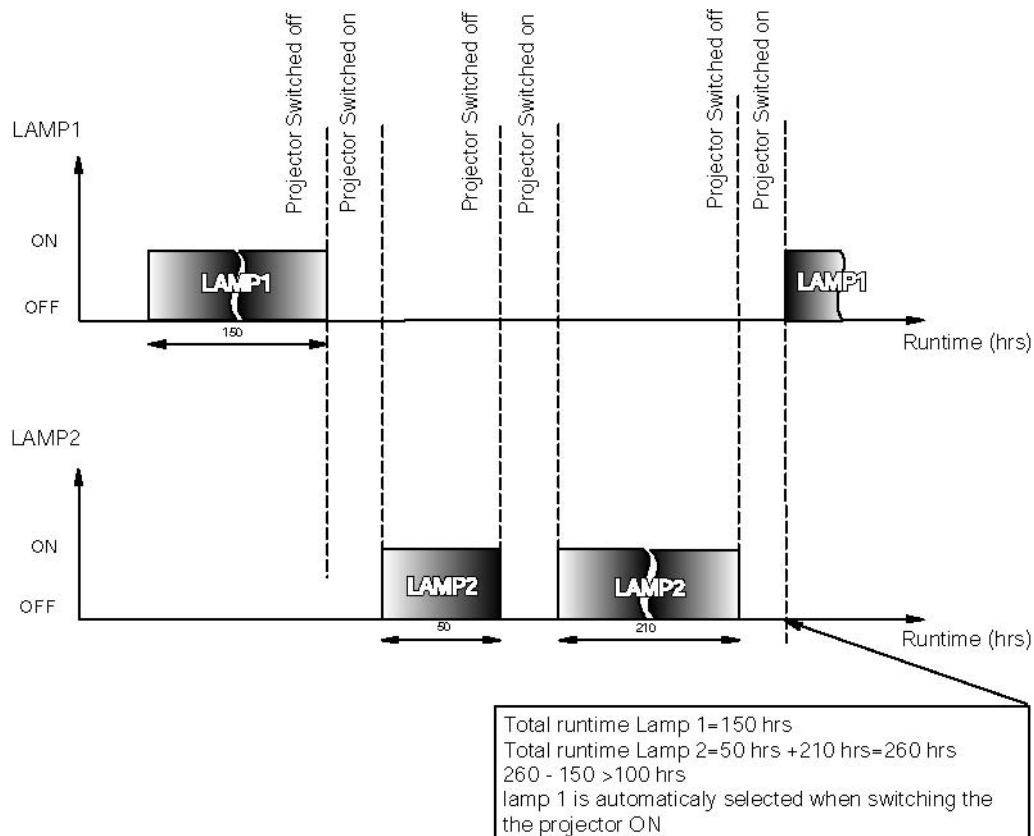 Projector Switched off
Projector Switched on
Projector Switched off
Projector Switched on
Projector Switched off
Projector Switched on
LAMP1
ON
LAMP1
LAMP1
OFF
150
Runtime (hrs)
LAMP2
ON
LAMP2
LAMP2
OFF
50
210
Runtime (hrs)
Total runtime Lamp 1=150 hrs
Total runtime Lamp 2=50 hrs +210 hrs=260 hrs
260 - 150 >100 hrs
lamp 1 is automaticaly selected when switching the
the projector ON